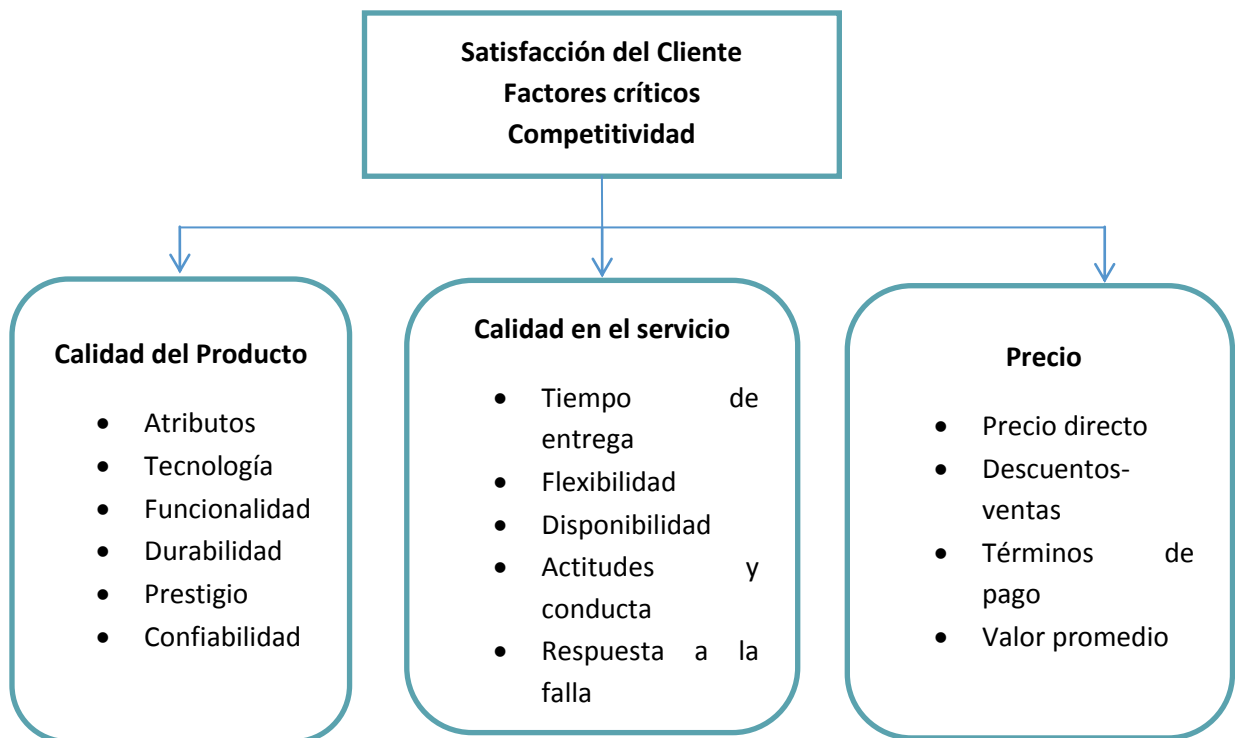 Satisfacción del Cliente
Factores críticos
Competitividad
Calidad del Producto
• Atributos
• Tecnología
• Funcionalidad
• Durabilidad
• Prestigio
• Confiabilidad
Calidad en el servicio
• Tiempo de
entrega
• Flexibilidad
• Disponibilidad
• Actitudes y
conducta
• Respuesta a la
falla
Precio
• Precio directo
• Descuentos-
ventas
• Términos de
pago
• Valor promedio